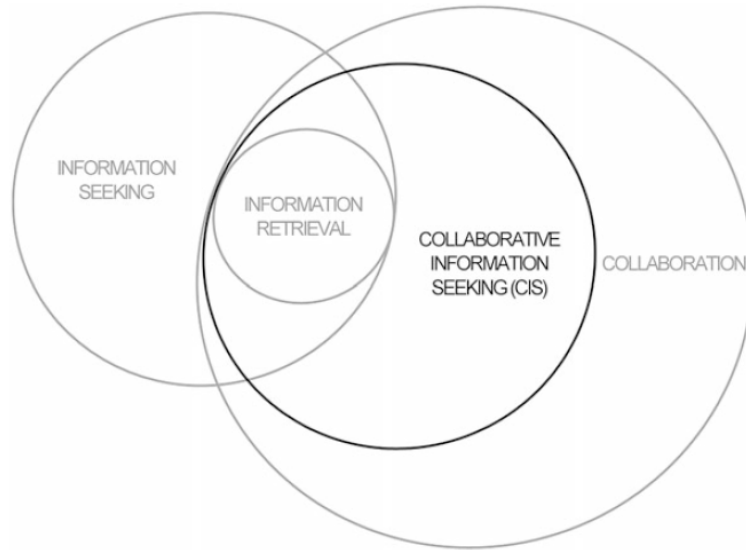 INFORMATION
SEEKING
INFORMATION
RETRIEVAL
COLLABORATIVE
INFORMATION
SEEKING (CIS)
COLLABORATION